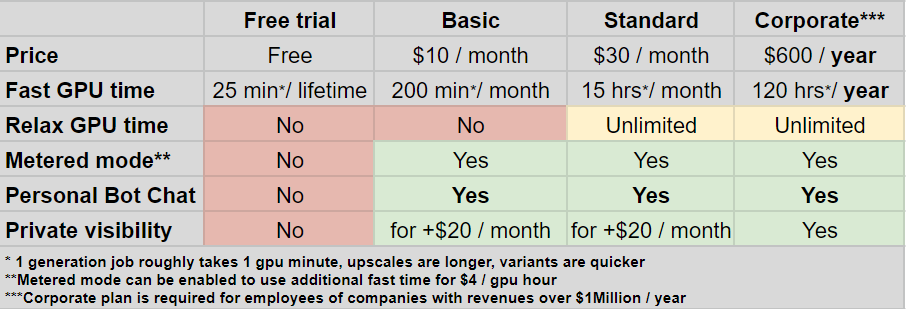 Free trial Basic Standard Corporate***
Price Free $10 / month $30 / month $600 / year
Fast GPU time 25 min*/ lifetime 200 min*/ month 15 hrs*/ month 120 hrs*/ year
Relax GPU time No No Unlimited Unlimited
Metered mode** No Yes Yes Yes
Personal Bot Chat No Yes Yes Yes
Private visibility No for +$20 / month for +$20 / month Yes
* 1 generation job roughly takes 1 gpu minute, upscales are longer, variants are quicker
**Metered mode can be enabled to use additional fast time for $4 / gpu hour
***Corporate plan is required for employees of companies with revenues over $1Million / year